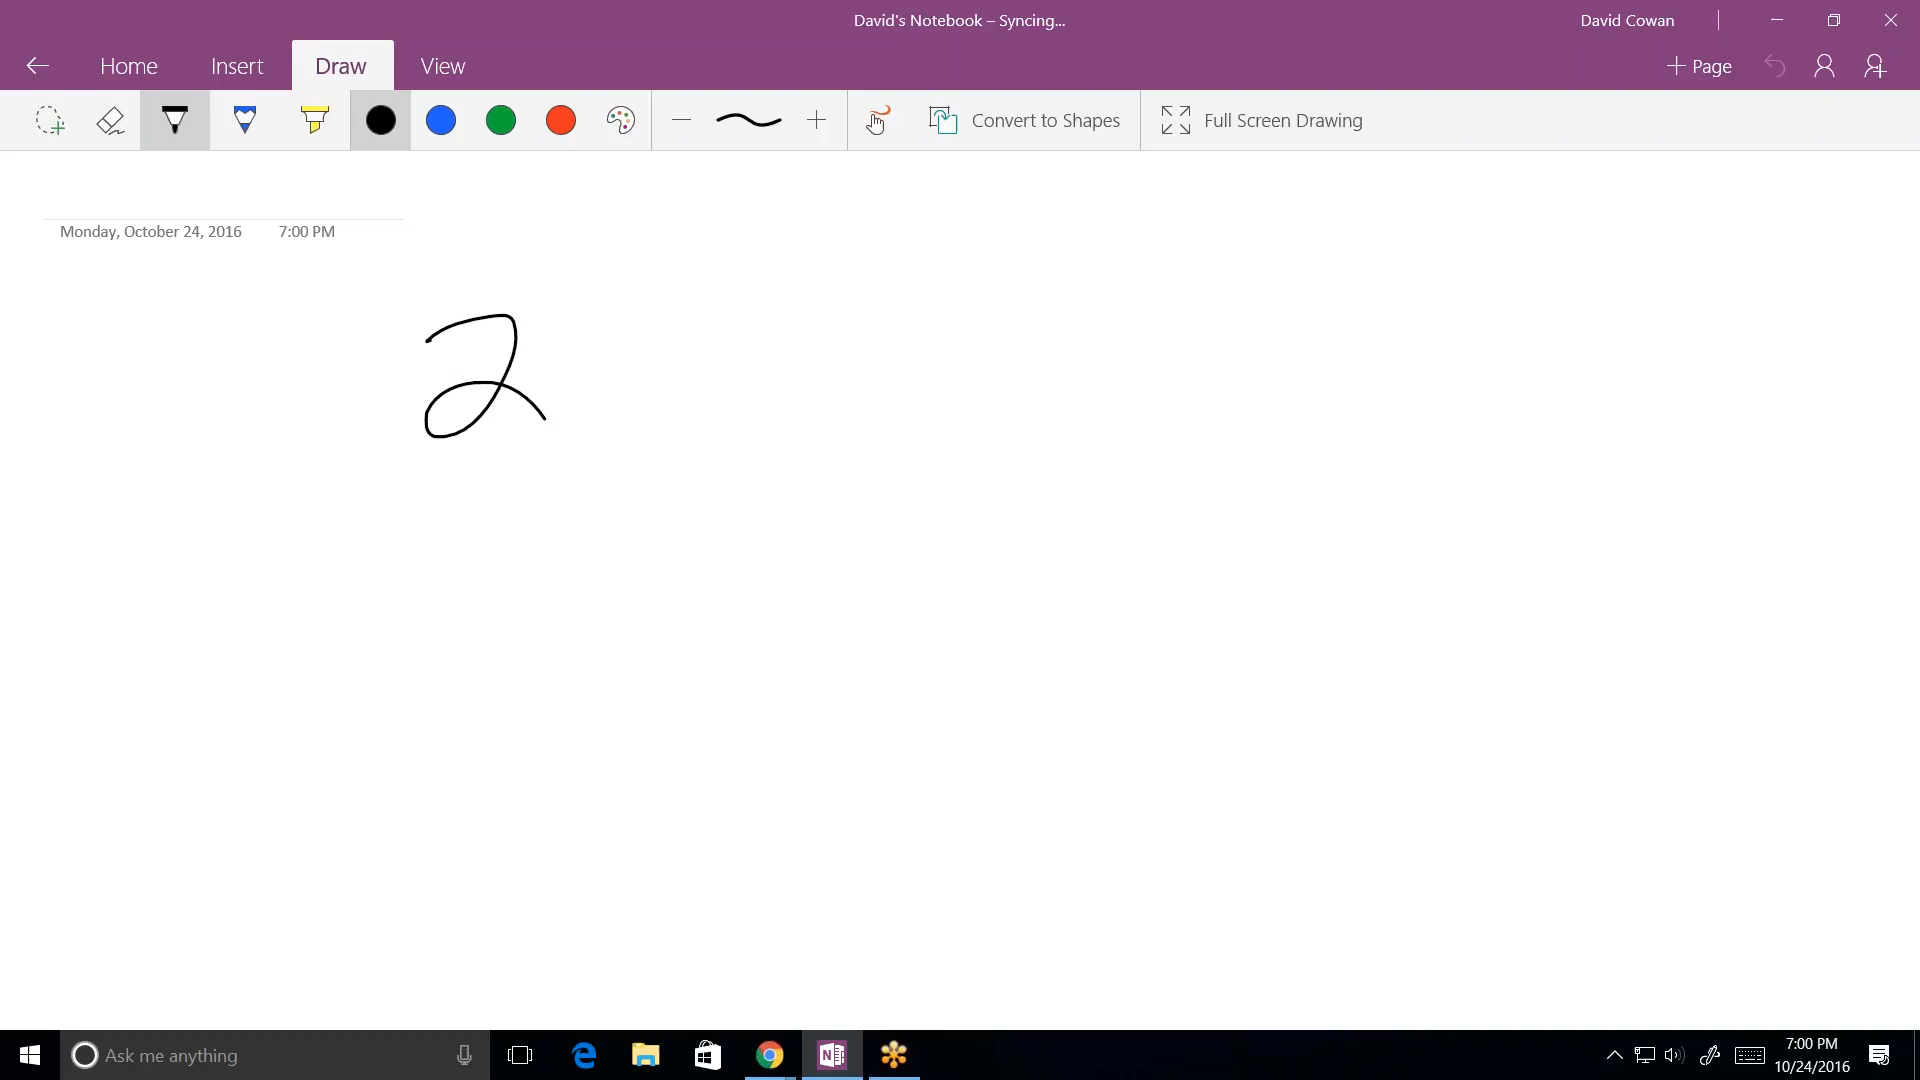 David's Notebook – Syncing...
David Cowan
Home Insert Draw View
Page
Convert to Shapes
Full Screen Drawing
Monday, October 24, 2016 7:00 PM
2
Ask me anything
7:00 PM
10/24/2016